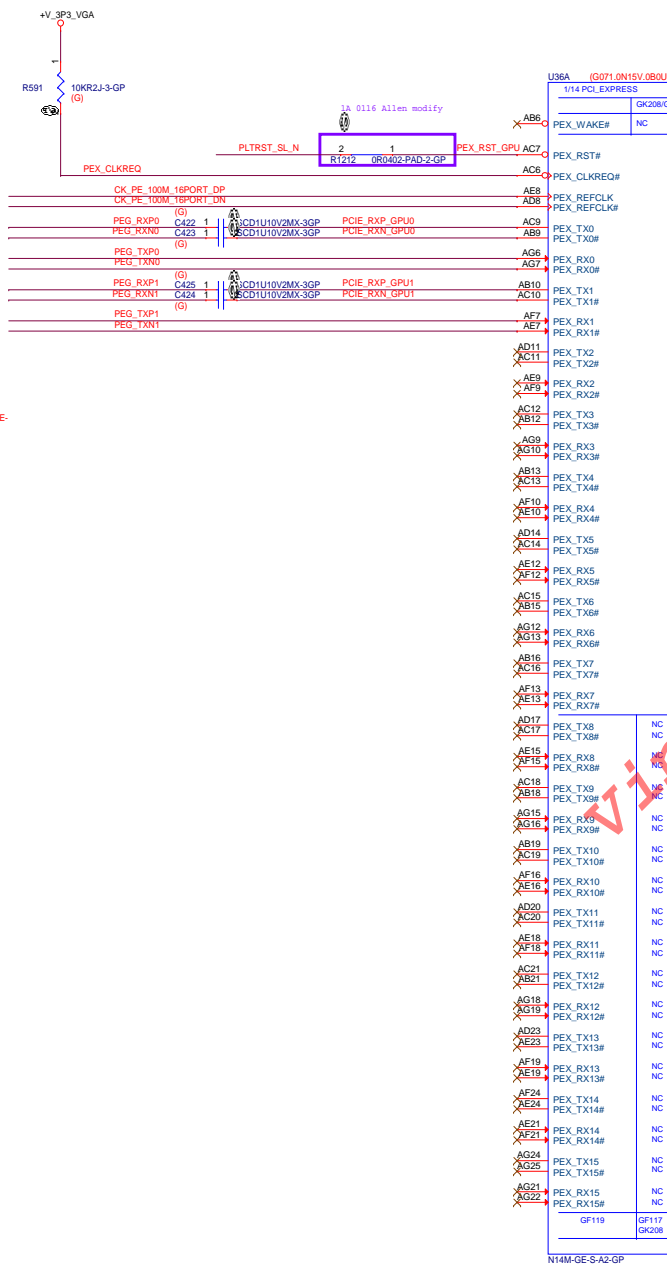 +V_3P3_VGA
1
R591
10KR2J-3-GP
(G)
1A 0116 Allen modify
PLTRST_SL_N
2
1
PEX_RST_GPU
R1212
0R0402-PAD-2-GP
PEX_CLKREQ
CK_PE_100M_16PORT_DP
CK_PE_100M_16PORT_DN
(G)
PEG_RXP0
C422
1
SCD1U10V2MX-3GP
PCIE_RXP_GPU0
PEG_RXN0
C423
1
SCD1U10V2MX-3GP
PCIE_RXN_GPU0
(G)
PEG_TXP0
PEG_TXN0
(G)
PEG_RXP1
C425
1
SCD1U10V2MX-3GP
PCIE_RXP_GPU1
PEG_RXN1
C424
1
SCD1U10V2MX-3GP
PCIE_RXN_GPU1
(G)
PEG_TXP1
PEG_TXN1
E-
U36A
(G071.0N15V.0B0U
1/14 PCI_EXPRESS
GK208/G
AB6 PEX_WAKE# NC
AC7 PEX_RST#
AC6 PEX_CLKREQ#
AE8 PEX_REFCLK
AD8 PEX_REFCLK#
AC9 PEX_TX0
AB9 PEX_TX0#
AG6 PEX_RX0
AG7 PEX_RX0#
AB10 PEX_TX1
AC10 PEX_TX1#
AF7 PEX_RX1
AE7 PEX_RX1#
AD11 PEX_TX2
AC11 PEX_TX2#
AE9 PEX_RX2
AF9 PEX_RX2#
AC12 PEX_TX3
AB12 PEX_TX3#
AG9 PEX_RX3
AG10 PEX_RX3#
AB13 PEX_TX4
AC13 PEX_TX4#
AF10 PEX_RX4
AE10 PEX_RX4#
AD14 PEX_TX5
AC14 PEX_TX5#
AE12 PEX_RX5
AF12 PEX_RX5#
AC15 PEX_TX6
AB15 PEX_TX6#
AG12 PEX_RX6
AG13 PEX_RX6#
AB16 PEX_TX7
AC16 PEX_TX7#
AF13 PEX_RX7
AE13 PEX_RX7#
AD17 PEX_TX8 NC
AC17 PEX_TX8# NC
AE15 PEX_RX8 NC
AF15 PEX_RX8# NC
AC18 PEX_TX9 NC
AB18 PEX_TX9# NC
AG15 PEX_RX9 NC
AG16 PEX_RX9# NC
AB19 PEX_TX10 NC
AC19 PEX_TX10# NC
AF16 PEX_RX10 NC
AE16 PEX_RX10# NC
AD20 PEX_TX11 NC
AC20 PEX_TX11# NC
AE18 PEX_RX11 NC
AF18 PEX_RX11# NC
AC21 PEX_TX12 NC
AB21 PEX_TX12# NC
AG18 PEX_RX12 NC
AG19 PEX_RX12# NC
AD23 PEX_TX13 NC
AE23 PEX_TX13# NC
AF19 PEX_RX13 NC
AE19 PEX_RX13# NC
AF24 PEX_TX14 NC
AE24 PEX_TX14# NC
AE21 PEX_RX14 NC
AF21 PEX_RX14# NC
AG24 PEX_TX15 NC
AG25 PEX_TX15# NC
AG21 PEX_RX15 NC
AG22 PEX_RX15# NC
GF119
GF117
GK208
N14M-GE-S-A2-GP